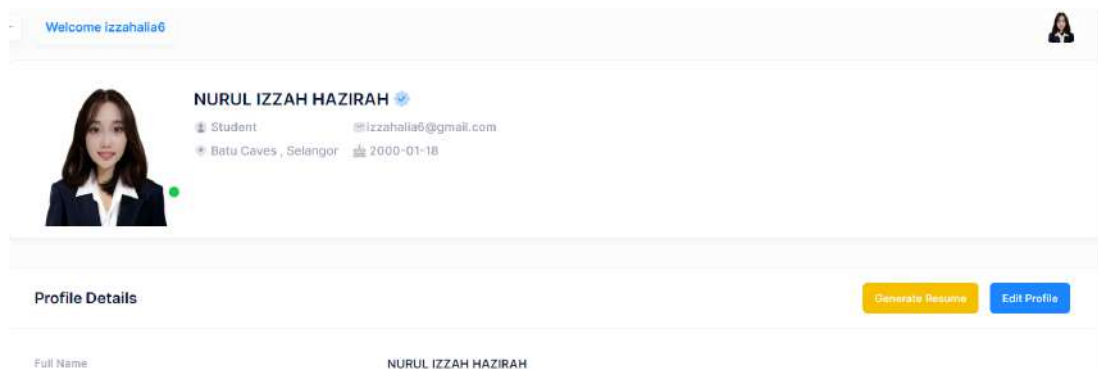 Welcome izzahalia6
NURUL IZZAH HAZIRAH
Student izzahalia6@gmail.com
Batu Caves , Selangor 2000-01-18
Profile Details Generate Resume Edit Profile
Full Name NURUL IZZAH HAZIRAH